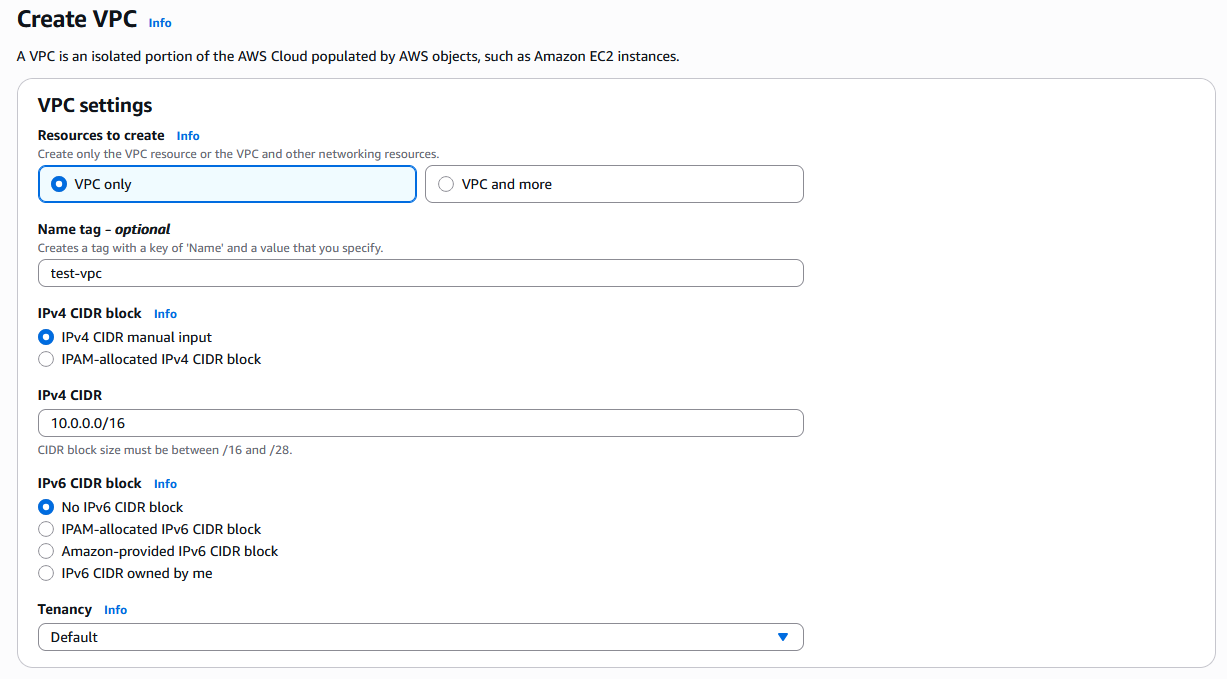 Create VPC Info
A VPC is an isolated portion of the AWS Cloud populated by AWS objects, such as Amazon EC2 instances.
VPC settings
Resources to create Info
Create only the VPC resource or the VPC and other networking resources.
VPC only
VPC and more
Name tag - optional
Creates a tag with a key of 'Name' and a value that you specify.
test-vpc
IPv4 CIDR block Info
IPv4 CIDR manual input
IPAM-allocated IPv4 CIDR block
IPv4 CIDR
10.0.0.0/16
CIDR block size must be between /16 and /28.
IPv6 CIDR block Info
No IPv6 CIDR block
IPAM-allocated IPv6 CIDR block
Amazon-provided IPv6 CIDR block
IPv6 CIDR owned by me
Tenancy Info
Default